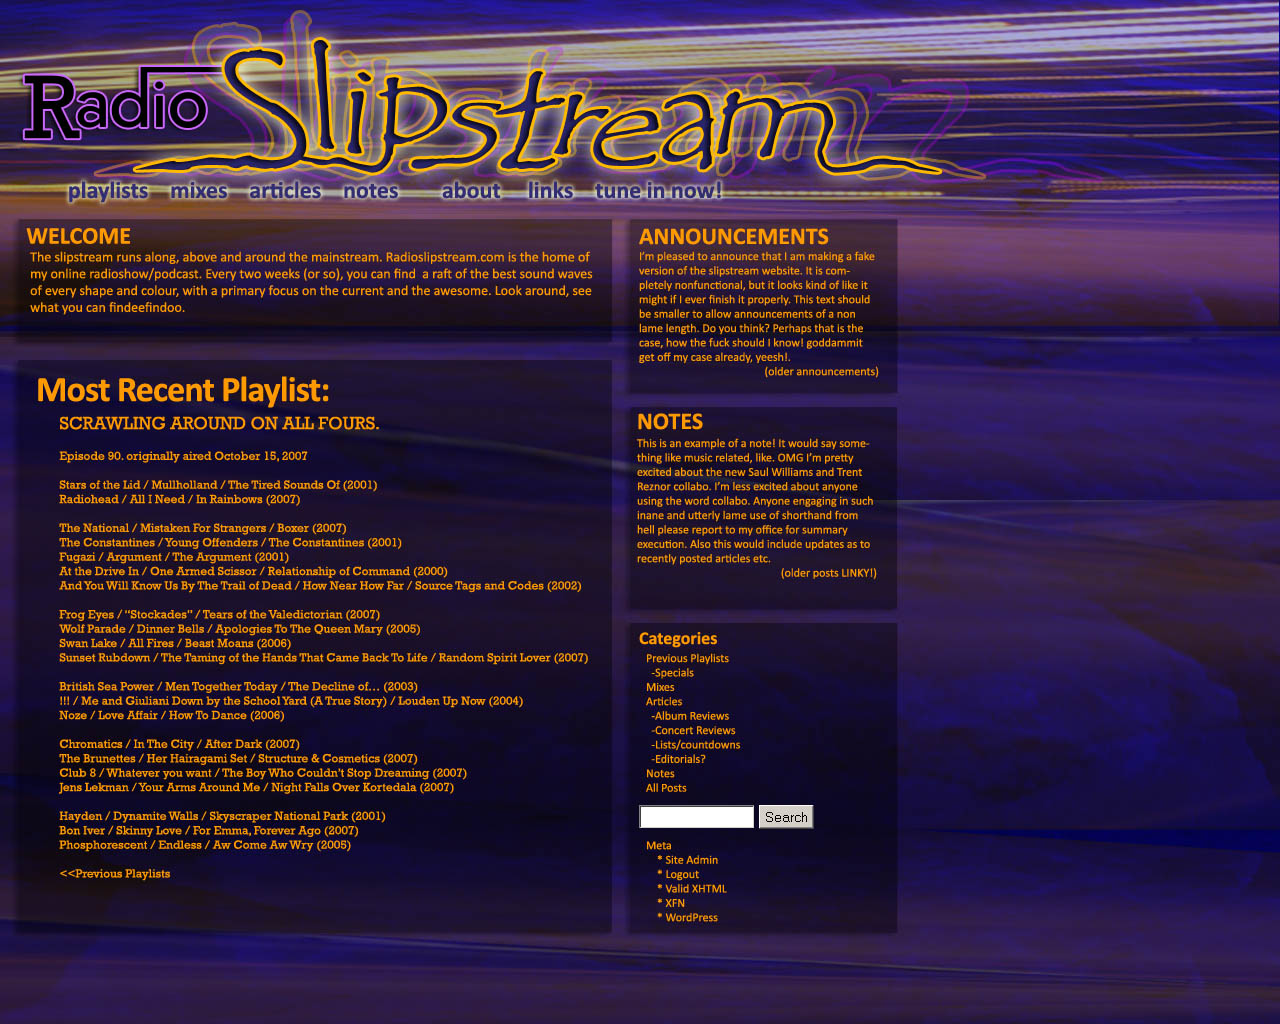 Radio Slipstream
playlists mixes articles notes about links tune in now!
WELCOME
The slipstream runs along, above and around the mainstream. Radioslipstream.com is the home of
my online radioshow/podcast. Every two weeks (or so), you can find a raft of the best sound waves
of every shape and colour, with a primary focus on the current and the awesome. Look around, see
what you can findeefindoo.
Most Recent Playlist:
SCRAWLING AROUND ON ALL FOURS.
Episode 90. originally aired October 15, 2007
Stars of the Lid / Mullholland / The Tired Sounds Of (2001)
Radiohead / All I Need / In Rainbows (2007)
The National / Mistaken For Strangers / Boxer (2007)
The Constantines / Young Offenders / The Constantines (2001)
Fugazi / Argument / The Argument (2001)
At the Drive In / One Armed Scissor / Relationship of Command (2000)
And You Will Know Us By The Trail of Dead / How Near How Far / Source Tags and Codes (2002)
Frog Eyes / "Stockades" / Tears of the Valedictorian (2007)
Wolf Parade / Dinner Bells / Apologies To The Queen Mary (2005)
Swan Lake / All Fires / Beast Moans (2006)
Sunset Rubdown / The Taming of the Hands That Came Back To Life / Random Spirit Lover (2007)
British Sea Power / Men Together Today / The Decline of... (2003)
!!! / Me and Giuliani Down by the School Yard (A True Story) / Louden Up Now (2004)
Noze / Love Affair / How To Dance (2006)
Chromatics / In The City / After Dark (2007)
The Brunettes / Her Hairagami Set / Structure & Cosmetics (2007)
Club 8 / Whatever you want / The Boy Who Couldn't Stop Dreaming (2007)
Jens Lekman / Your Arms Around Me / Night Falls Over Kortedala (2007)
Hayden / Dynamite Walls / Skyscraper National Park (2001)
Bon Iver / Skinny Love / For Emma, Forever Ago (2007)
Phosphorescent / Endless / Aw Come Aw Wry (2005)
<<Previous Playlists
ANNOUNCEMENTS
I'm pleased to announce that I am making a fake
version of the slipstream website. It is com-
pletely nonfunctional, but it looks kind of like it
might if I ever finish it properly. This text should
be smaller to allow announcements of a non
lame length. Do you think? Perhaps that is the
case, how the fuck should I know! goddammit
get off my case already, yeesh!.
(older announcements)
NOTES
This is an example of a note! It would say some-
thing like music related, like. OMG I'm pretty
excited about the new Saul Williams and Trent
Reznor collabo. I'm less excited about anyone
using the word collabo. Anyone engaging in such
inane and utterly lame use of shorthand from
hell please report to my office for summary
execution. Also this would include updates as to
recently posted articles etc.
(older posts LINKY!)
Categories
Previous Playlists
-Specials
Mixes
Articles
-Album Reviews
-Concert Reviews
-Lists/countdowns
-Editorials?
Notes
All Posts
Search
Meta
* Site Admin
* Logout
* Valid XHTML
* XFN
* WordPress